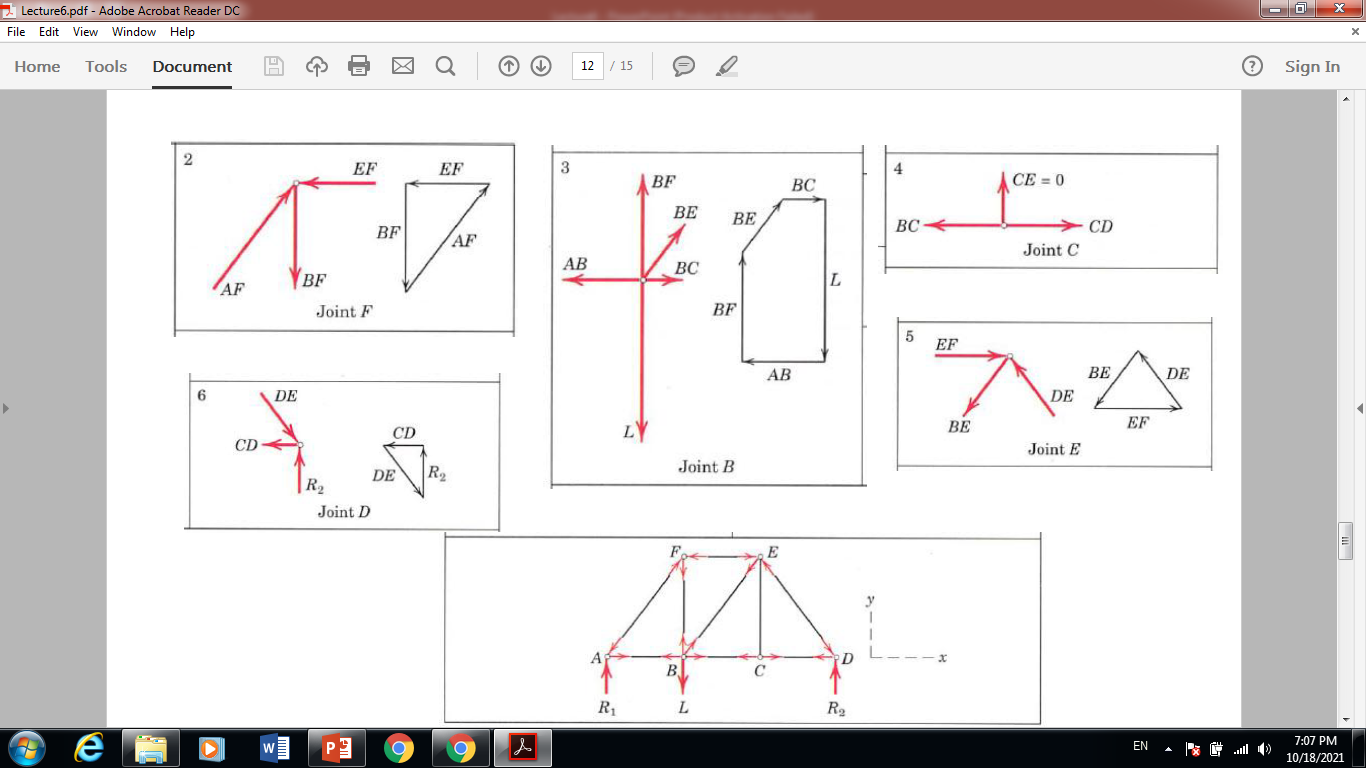 Lecture6.pdf - Adobe Acrobat Reader DC
File Edit View Window Help
Home Tools Document 12 / 15 Sign In
2
EF
EF
BF
AF
AF
BF
Joint F
3
BF
BE
AB
BC
BC
BE
L
BF
AB
L
Joint B
4
CE = 0
BC
CD
Joint C
5
EF
BE
DE
BE
DE
EF
Joint E
6
DE
CD
CD
DE
R₂
R₂
Joint D
F
E
y
A
B
C
D
x
R₁
L
R₂
EN
7:07 PM
10/18/2021